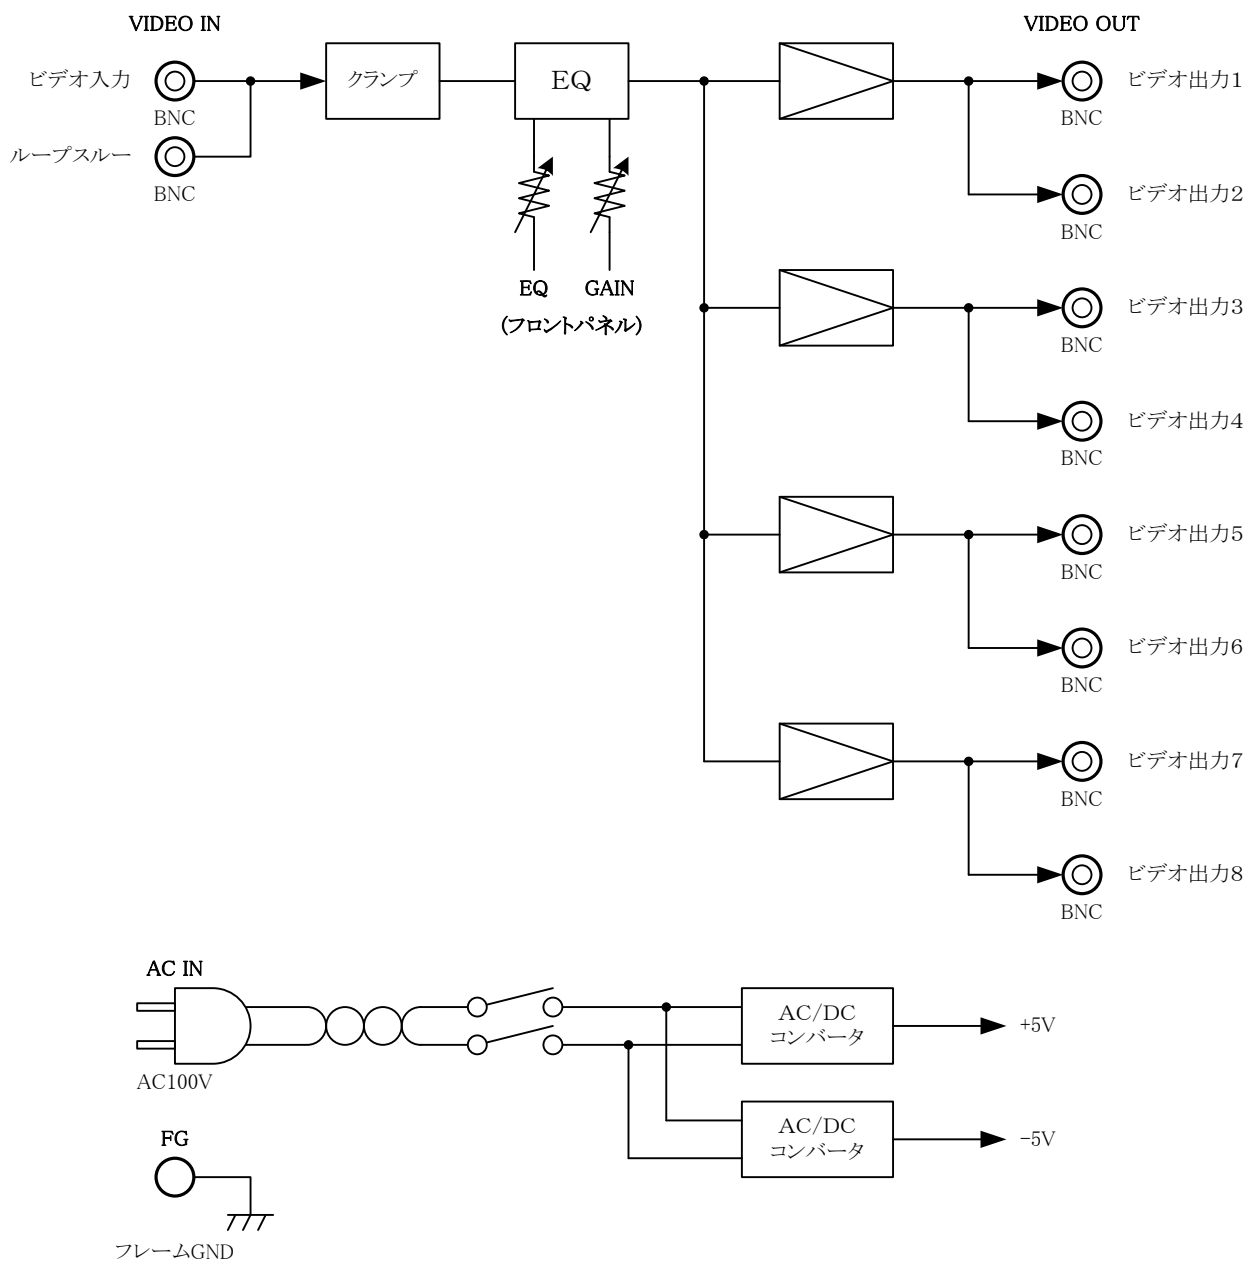 VIDEO IN
VIDEO OUT
ビデオ入力
BNC
ループスルー
BNC
クランプ
EQ
EQ
GAIN
(フロントパネル)
ビデオ出力1
BNC
ビデオ出力2
BNC
ビデオ出力3
BNC
ビデオ出力4
BNC
ビデオ出力5
BNC
ビデオ出力6
BNC
ビデオ出力7
BNC
ビデオ出力8
BNC
AC IN
AC100V
AC/DC
コンバータ
+5V
AC/DC
コンバータ
-5V
FG
フレームGND